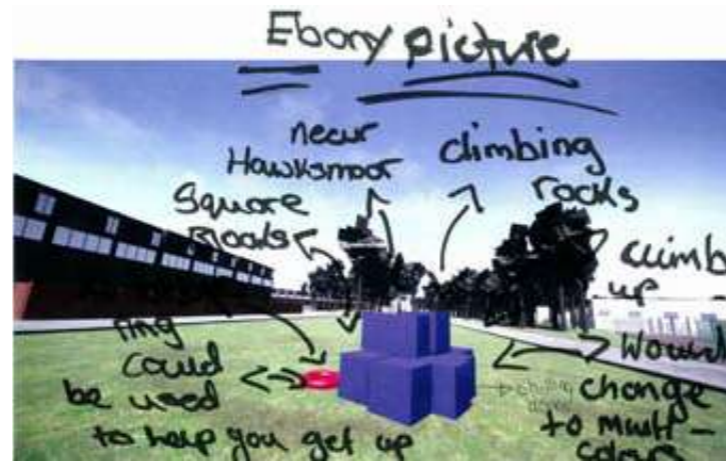 Ebony picture
near
Hawksmoor
climbing
rocks
Square
Blocks
climb
up
ring
could
be used
to help you get up
Would
change
to multi-
colours